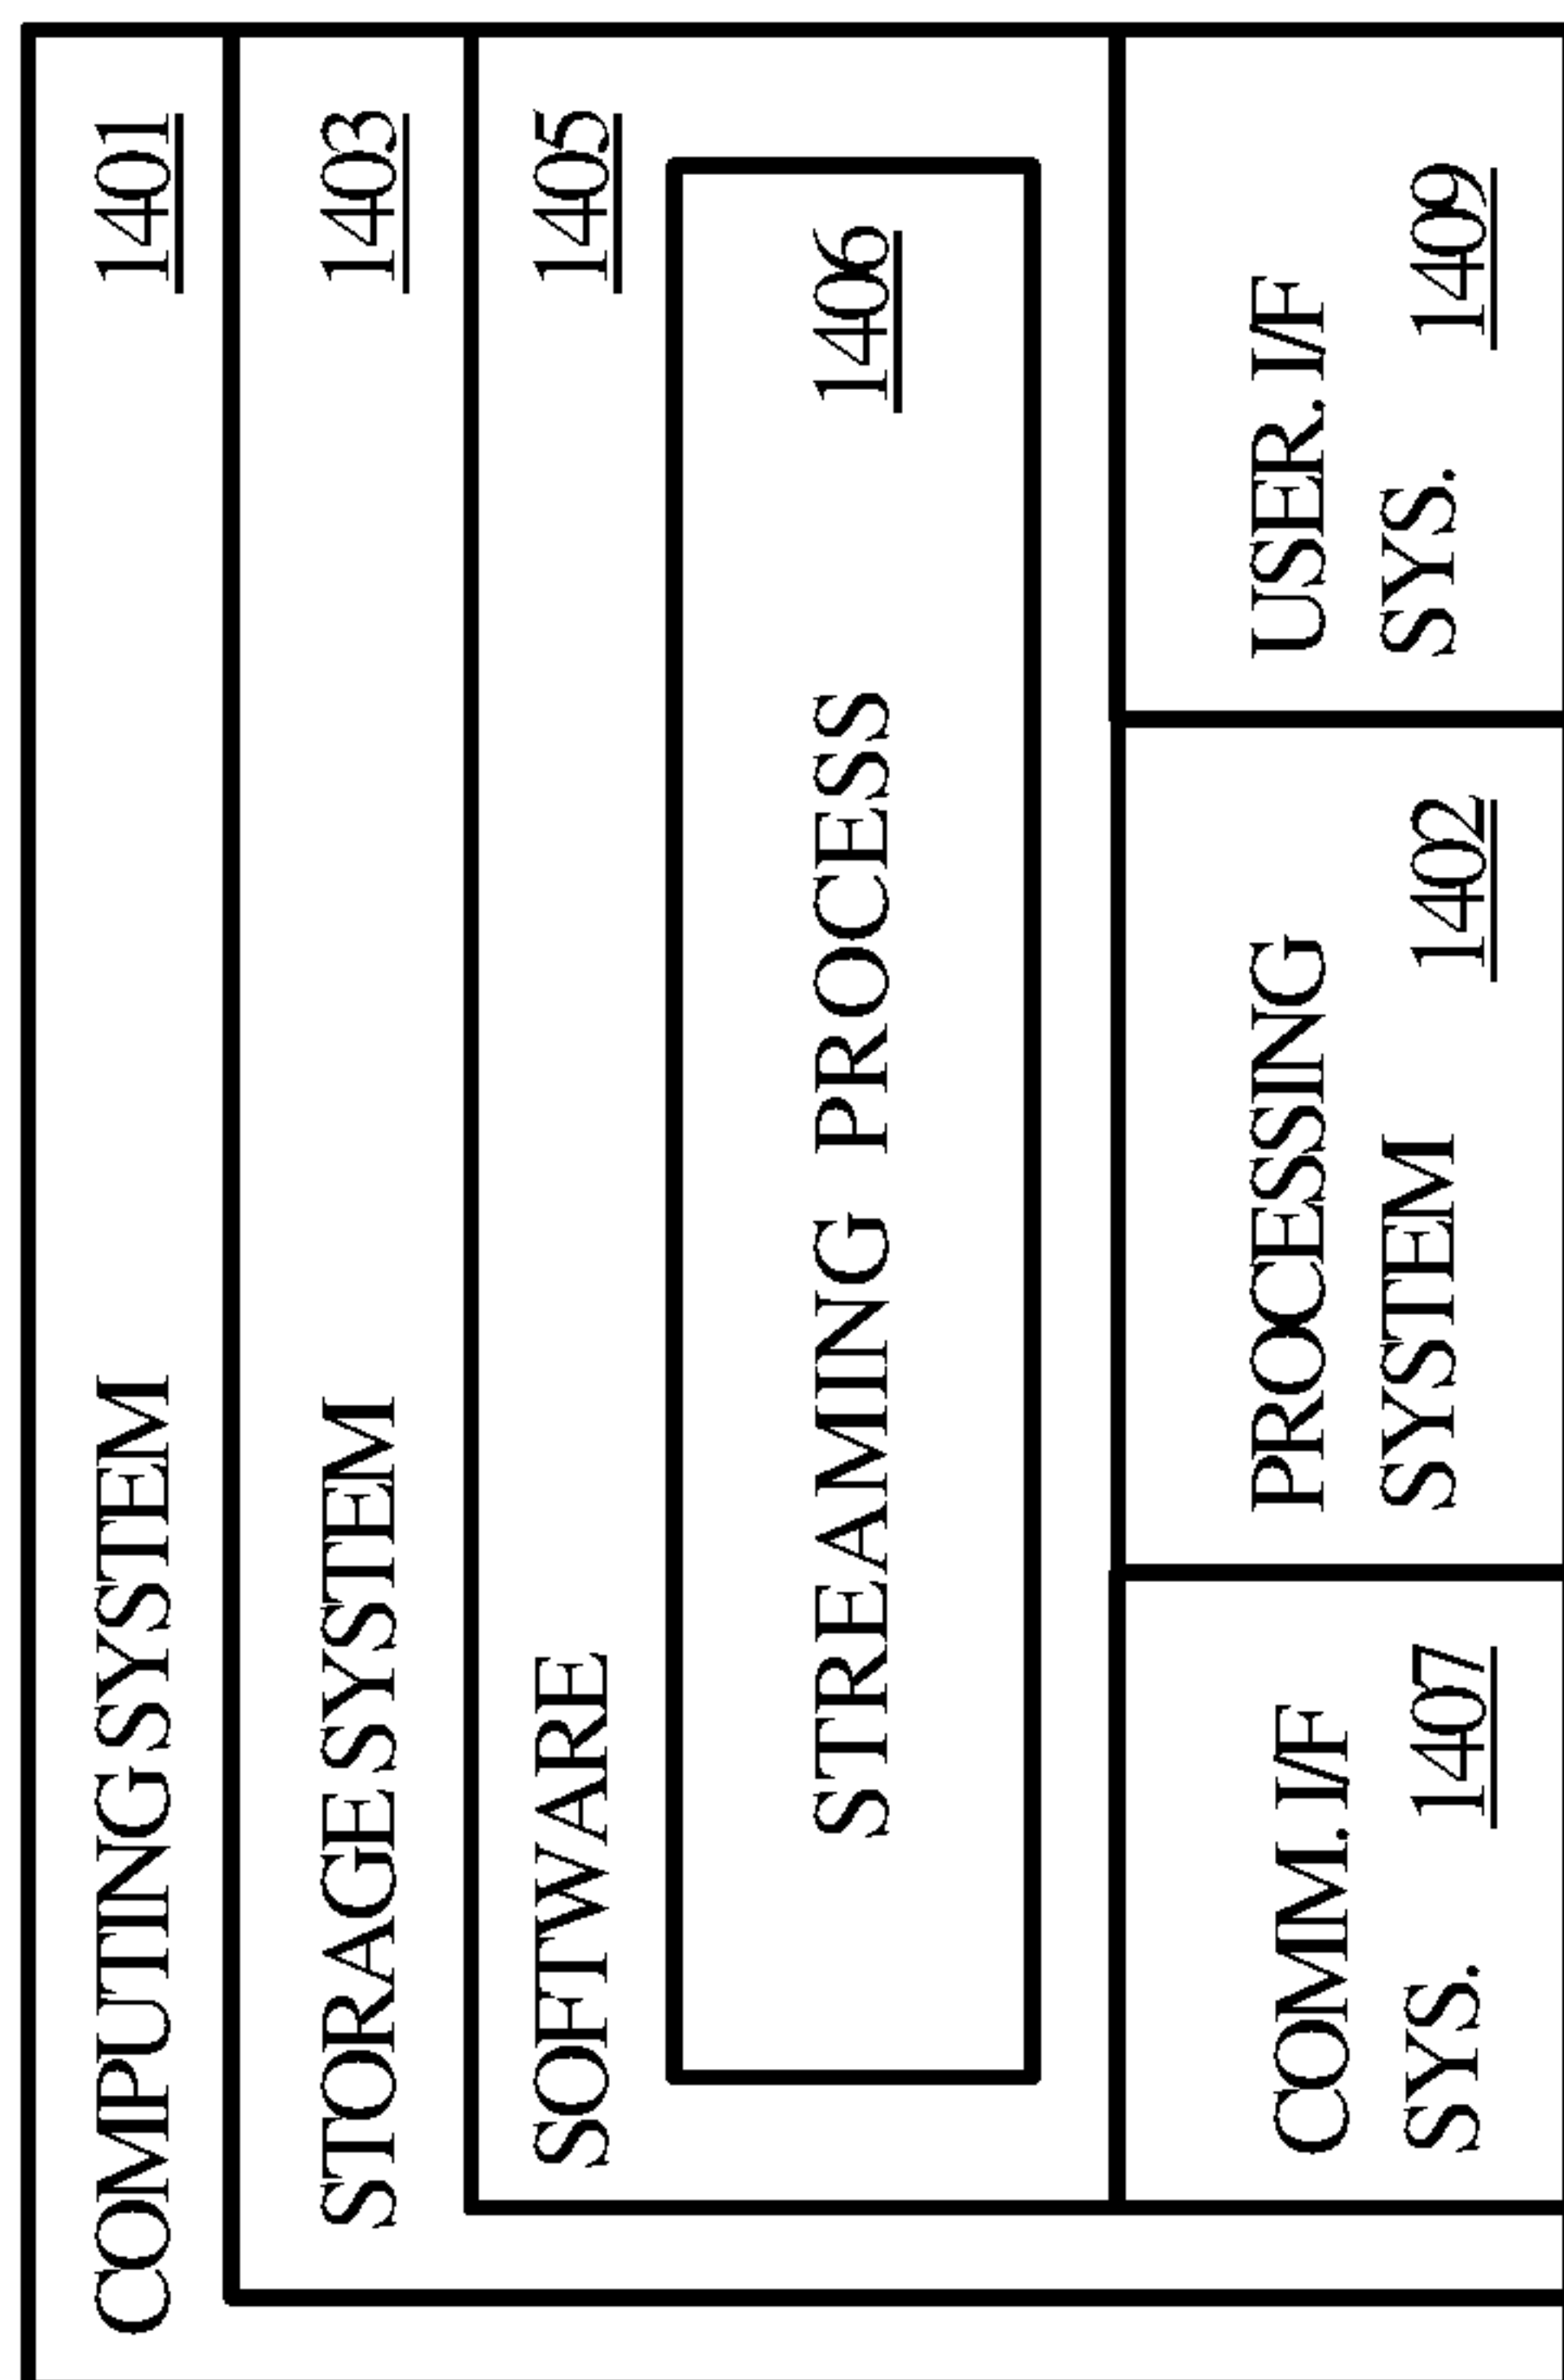 COMPUTING SYSTEM 1401
STORAGE SYSTEM 1403
SOFTWARE 1405
STREAMING PROCESS 1406
COMM. I/F
SYS. 1407
PROCESSING
SYSTEM 1402
USER. I/F
SYS. 1409